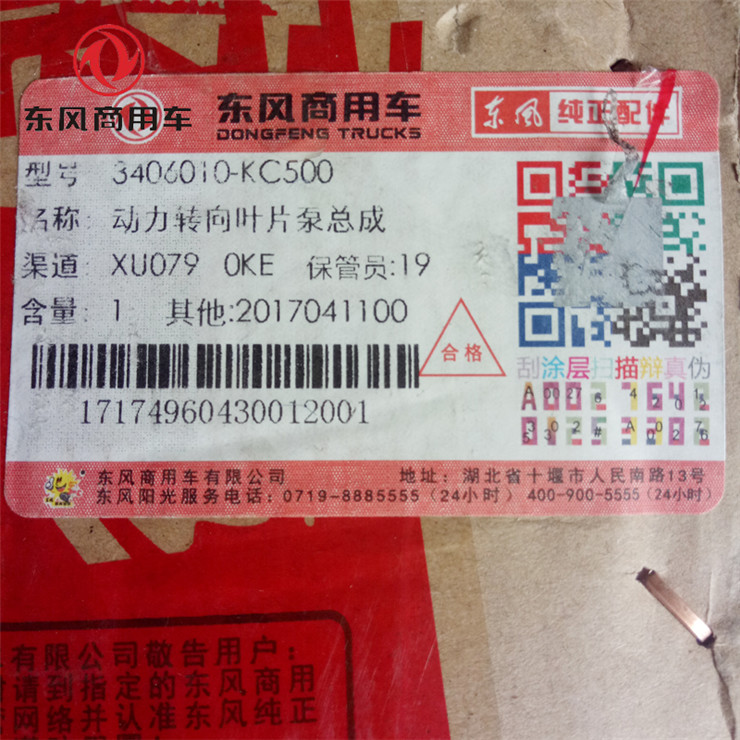 东风商用车
东风商用车
DONGFENG TRUCKS
东风 纯正配件
型号 3406010-KC500
名称: 动力转向叶片泵总成
渠道: XU079 0KE 保管员:19
含量: 1 其他:2017041100
合格
17174960430012001
刮涂层扫描辩真伪
东风商用车有限公司
地址: 湖北省十堰市人民南路13号
东风阳光服务电话: 0719-8885555 (24小时) 400-900-5555 (24小时)
有限公司敬告用户:
请到指定的东风商用
网络并认准东风纯正